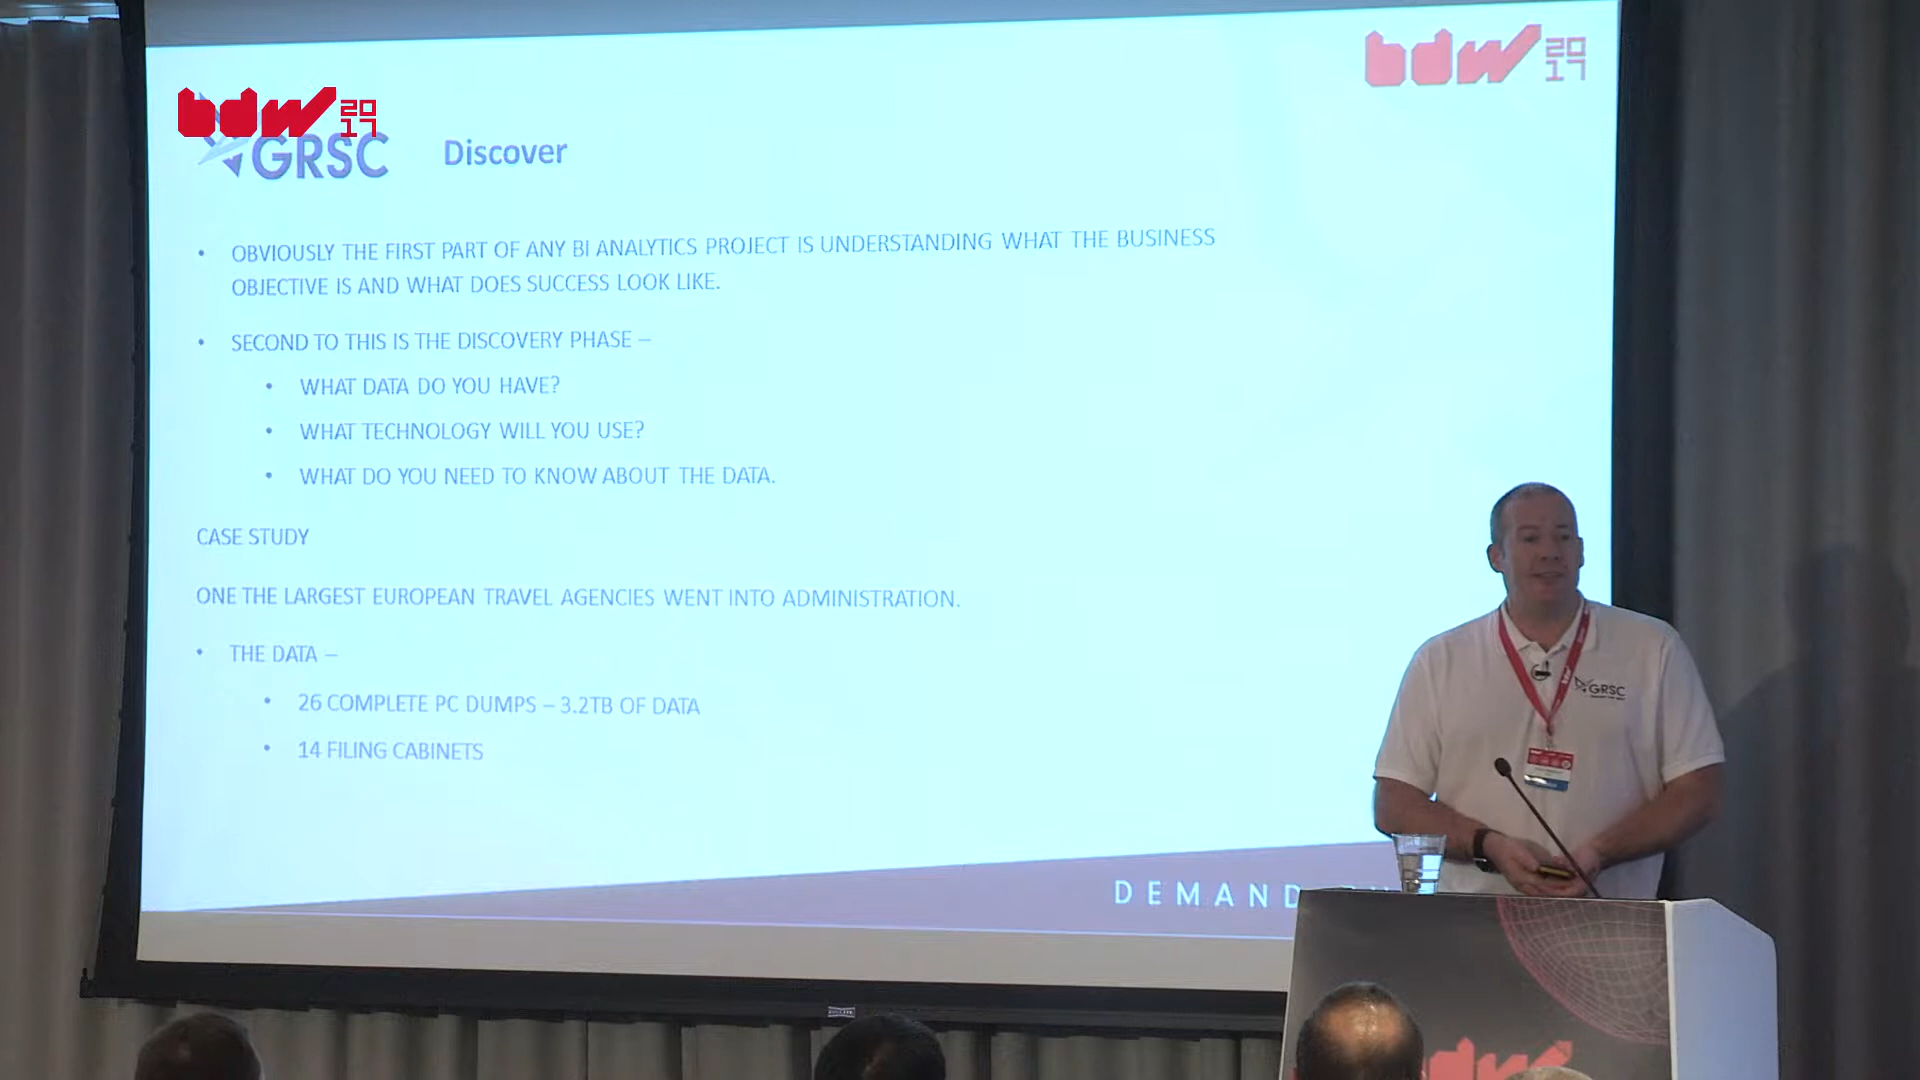 bdw 2017
bdw 2017
GRSC
Discover
• OBVIOUSLY THE FIRST PART OF ANY BI ANALYTICS PROJECT IS UNDERSTANDING WHAT THE BUSINESS
OBJECTIVE IS AND WHAT DOES SUCCESS LOOK LIKE.
• SECOND TO THIS IS THE DISCOVERY PHASE –
• WHAT DATA DO YOU HAVE?
• WHAT TECHNOLOGY WILL YOU USE?
• WHAT DO YOU NEED TO KNOW ABOUT THE DATA.
CASE STUDY
ONE THE LARGEST EUROPEAN TRAVEL AGENCIES WENT INTO ADMINISTRATION.
• THE DATA –
• 26 COMPLETE PC DUMPS – 3.2TB OF DATA
• 14 FILING CABINETS
GRSC
DEMAND
bdw